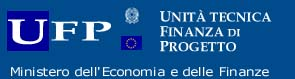 UFP
UNITÀ TECNICA
FINANZA DI
PROGETTO
Ministero dell'Economia e delle Finanze